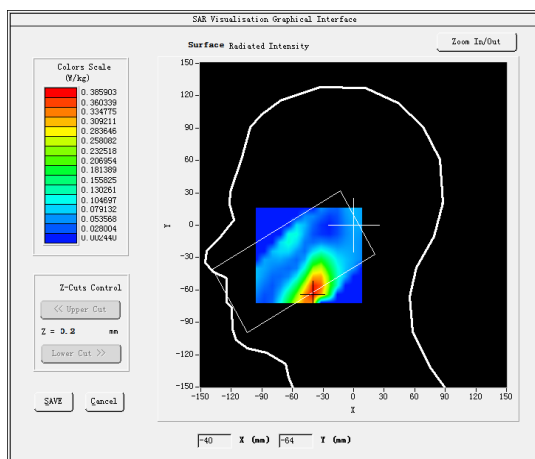 SAR Visualisation Graphical Interface
Surface Radiated Intensity
Zoom In/Out
Colors Scale
(W/kg)
0.385903
0.360339
0.334775
0.309211
0.283646
0.258082
0.232518
0.206954
0.181389
0.155825
0.130261
0.104697
0.079132
0.053568
0.028004
0.002440
Z-Cuts Control
<< Upper Cut
Z = 0.2 mm
Lower Cut >>
SAVE
Cancel
150
120
90
60
30
0
-30
-60
-90
-120
-150
Y
-150 -120 -90 -60 -30 0 30 60 90 120 150
X
-40 X (mm) -64 Y (mm)